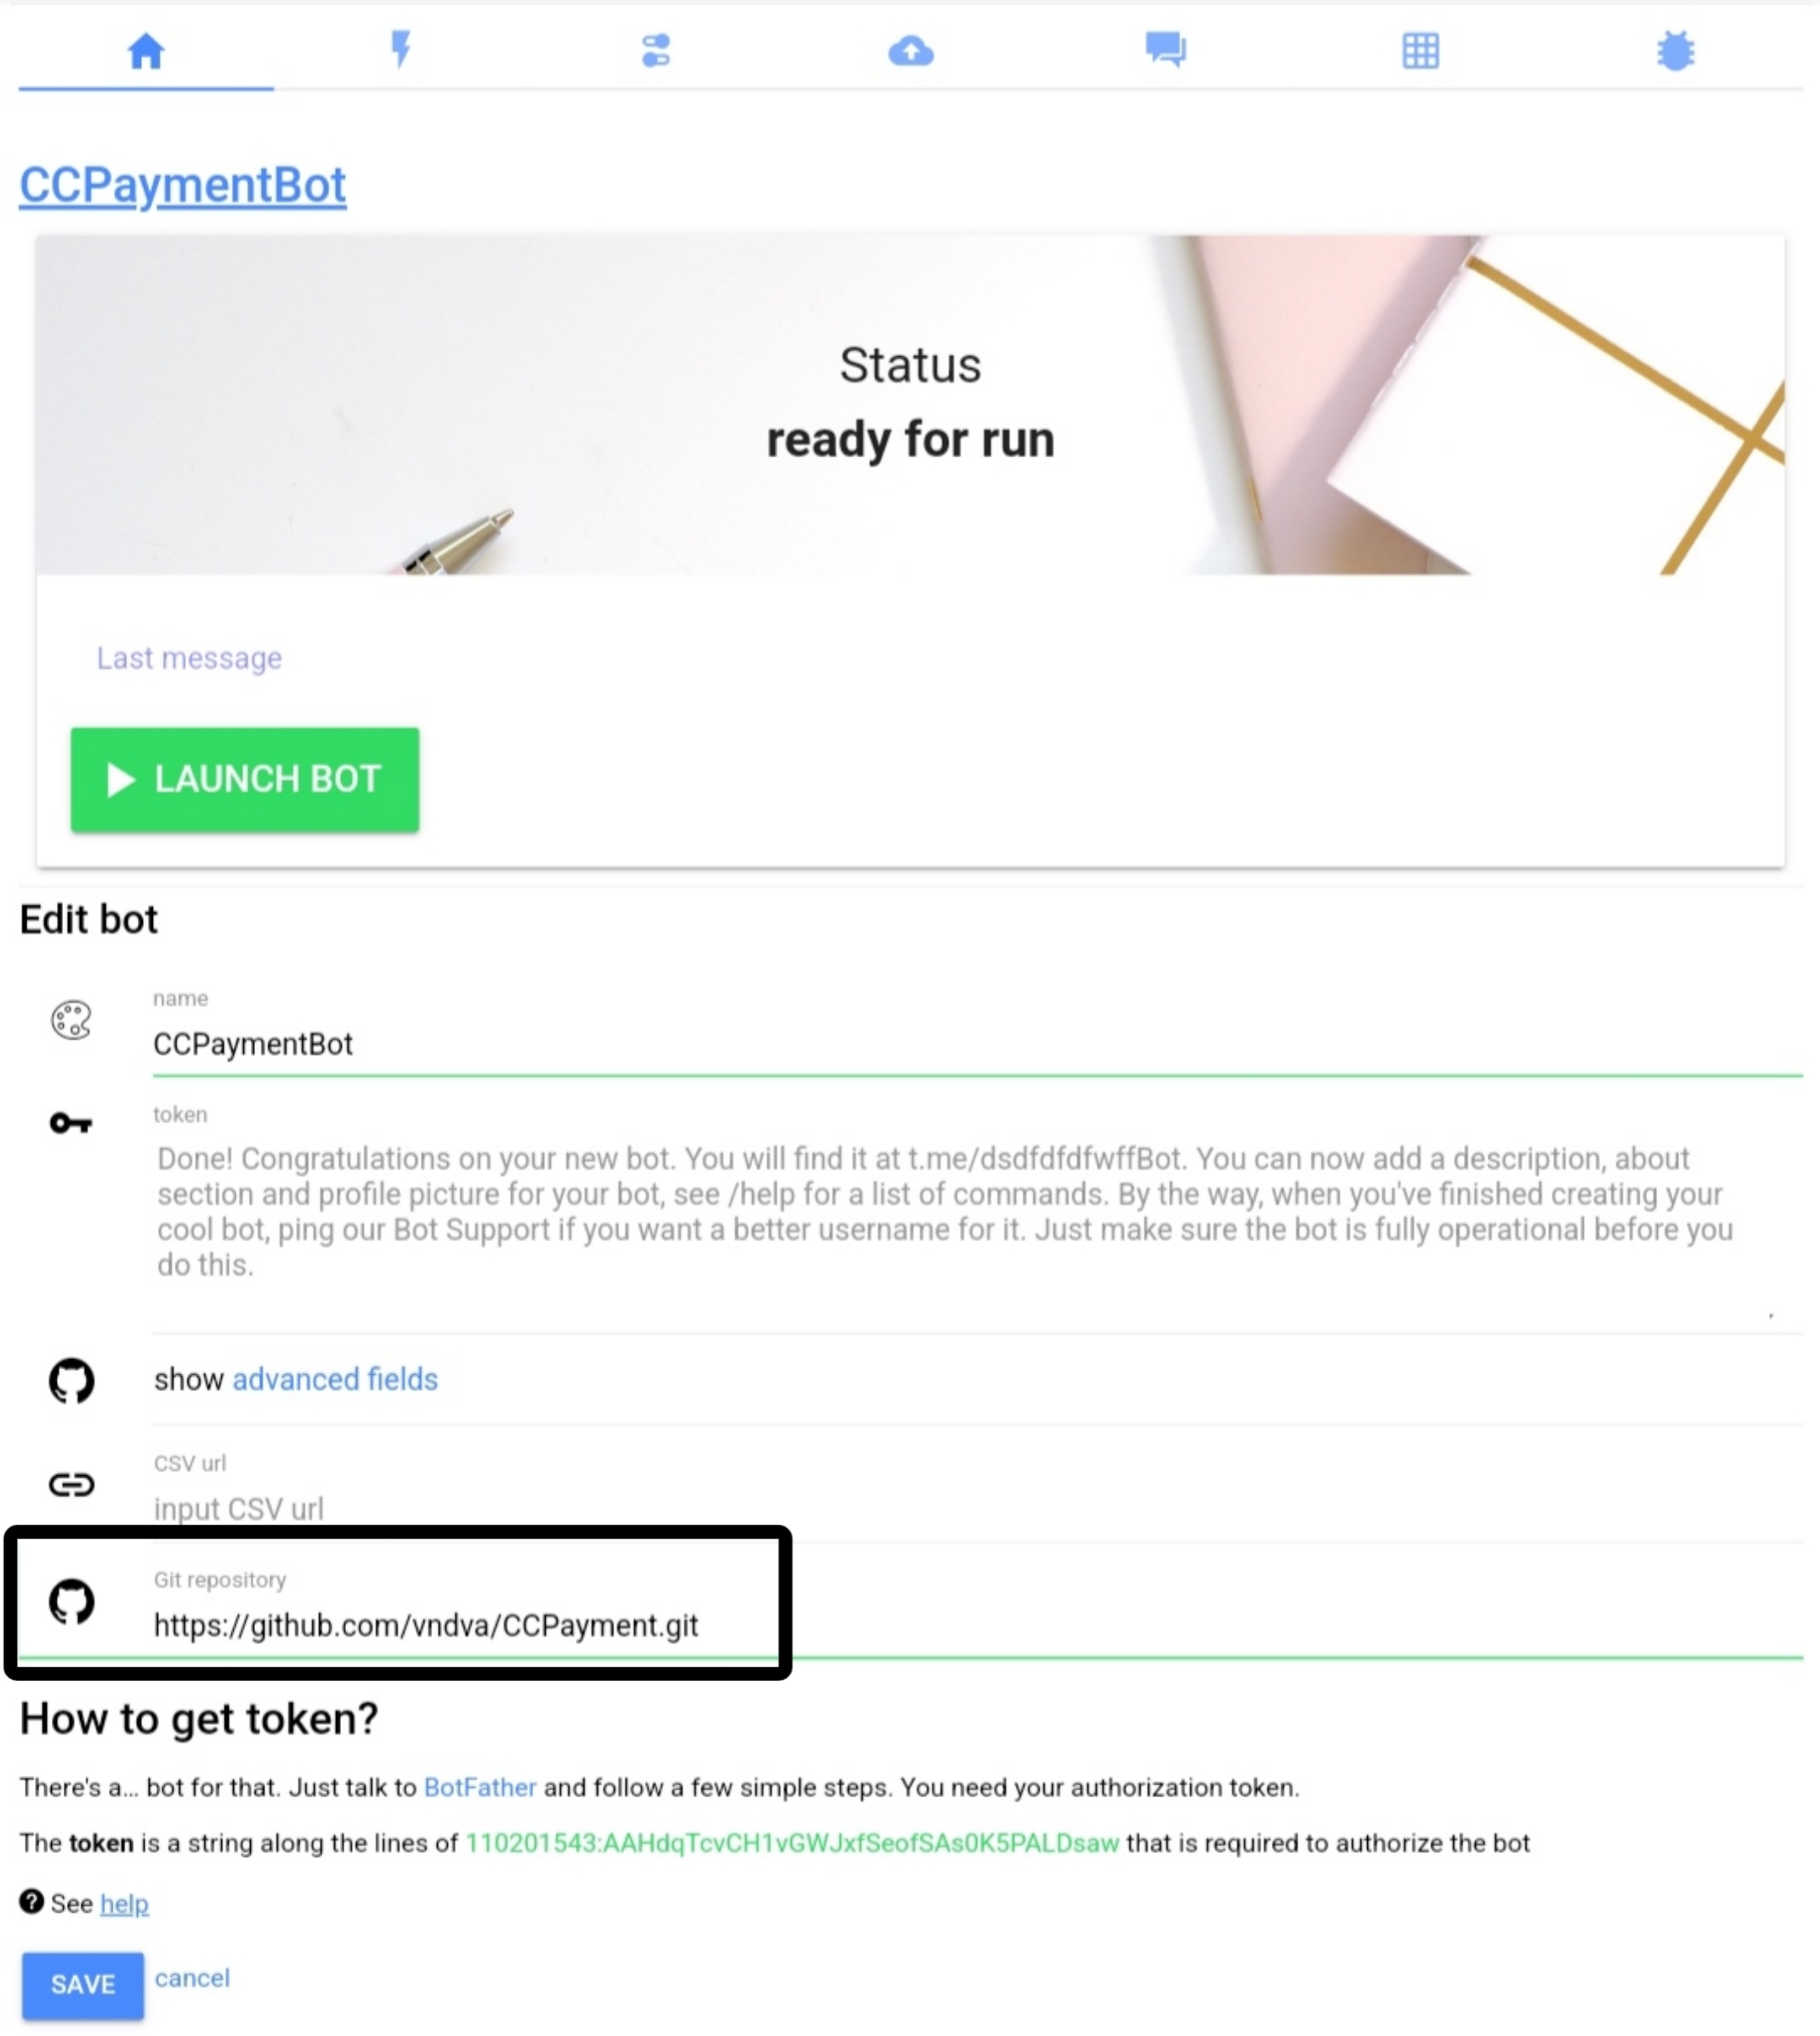 CCPaymentBot
Status
ready for run
Last message
LAUNCH BOT
Edit bot
name
CCPaymentBot
token
Done! Congratulations on your new bot. You will find it at t.me/dsdfdfdfwffBot. You can now add a description, about
section and profile picture for your bot, see /help for a list of commands. By the way, when you've finished creating your
cool bot, ping our Bot Support if you want a better username for it. Just make sure the bot is fully operational before you
do this.
show advanced fields
CSV url
input CSV url
Git repository
https://github.com/vndva/CCPayment.git
How to get token?
There's a... bot for that. Just talk to BotFather and follow a few simple steps. You need your authorization token.
The token is a string along the lines of 110201543:AAHdqTcvCH1vGWJxfSeofSAs0K5PALDsaw that is required to authorize the bot
See help
SAVE cancel